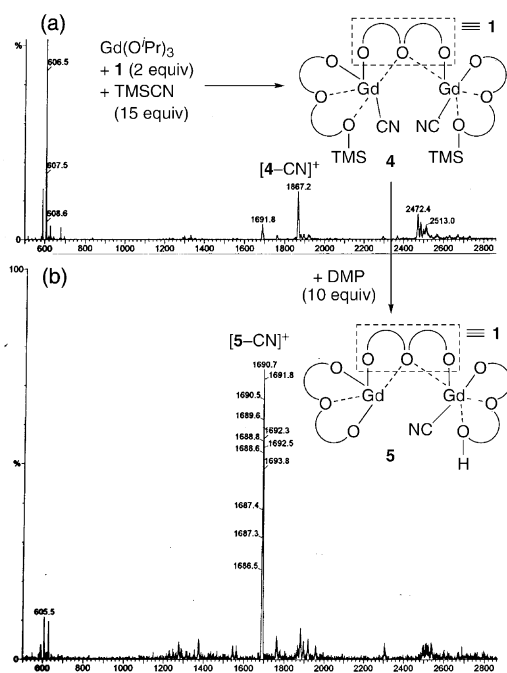 (a)
Gd(OⁱPr)₃
+ 1 (2 equiv)
+ TMSCN
(15 equiv)
O O O ≡ 1
O Gd Gd O
O O
CN NC
O O
TMS 4 TMS
%
606.5
607.5
608.6
[4–CN]⁺
1867.2
1691.8
2472.4
2513.0
0
600 800 1000 1200 1400 1600 1800 2000 2200 2400 2600 2800
(b)
+ DMP
(10 equiv)
100
[5–CN]⁺
O O O ≡ 1
O Gd Gd O
O O
O NC O
5 H
1690.7
1691.8
1690.5
1689.6
1692.3
1688.8
1692.5
1688.6
1693.8
%
1687.4
1687.3
1686.5
605.5
0
600 800 1000 1200 1400 1600 1800 2000 2200 2400 2600 2800